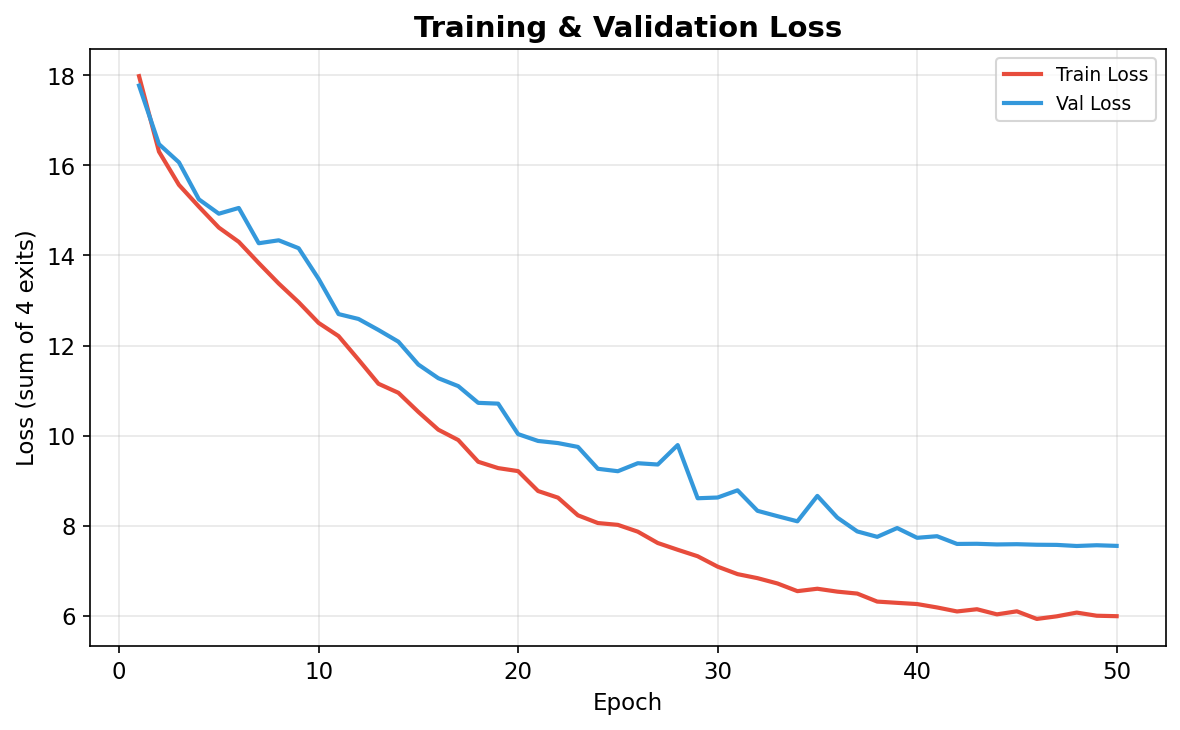 Training & Validation Loss
Train Loss
Val Loss
Loss (sum of 4 exits)
18
16
14
12
10
8
6
0 10 20 30 40 50
Epoch